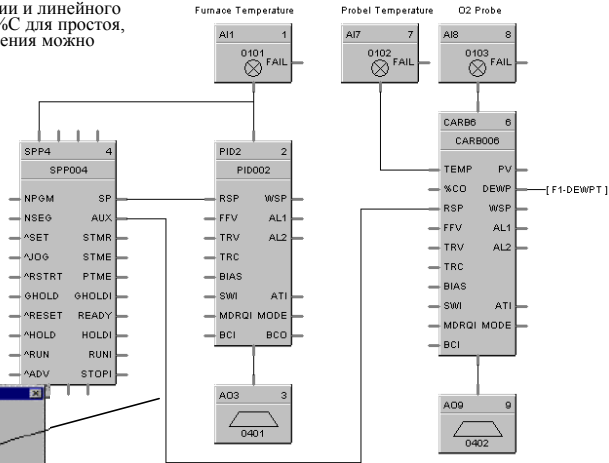 ии и линейного
%С для простоя,
ения можно
Furnace Temperature
Probe1 Temperature
O2 Probe
AI1 1
0101
FAIL
AI7 7
0102
FAIL
AI8 8
0103
FAIL
SPP4 4
SPP004
NPGM SP
NSEG AUX
^SET STMR
^JOG STME
^RSTRT PTME
GHOLD GHOLDI
^RESET READY
^HOLD HOLDI
^RUN RUNI
^ADV STOPI
PID2 2
PID002
RSP WSP
FFV AL1
TRV AL2
TRC
BIAS
SWI ATI
MDRQI MODE
BCI BCO
CARB6 6
CARB006
TEMP PV
%CO DEWP
[ F1-DEWPT ]
RSP WSP
FFV AL1
TRV AL2
TRC
BIAS
SWI ATI
MDRQI MODE
BCI
AO3 3
0401
AO9 9
0402